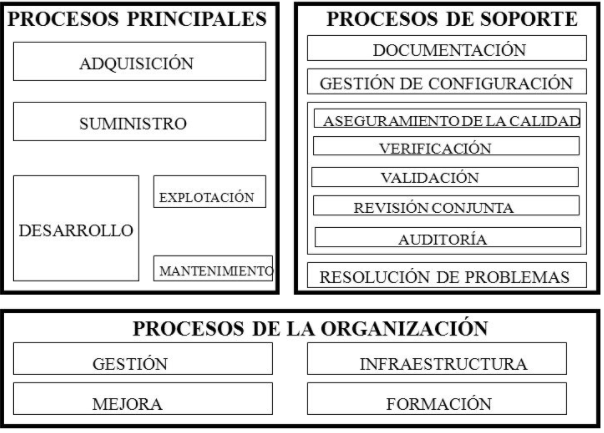 PROCESOS PRINCIPALES
ADQUISICIÓN
SUMINISTRO
DESARROLLO
EXPLOTACIÓN
MANTENIMIENTO
PROCESOS DE SOPORTE
DOCUMENTACIÓN
GESTIÓN DE CONFIGURACIÓN
ASEGURAMIENTO DE LA CALIDAD
VERIFICACIÓN
VALIDACIÓN
REVISIÓN CONJUNTA
AUDITORÍA
RESOLUCIÓN DE PROBLEMAS
PROCESOS DE LA ORGANIZACIÓN
GESTIÓN
INFRAESTRUCTURA
MEJORA
FORMACIÓN